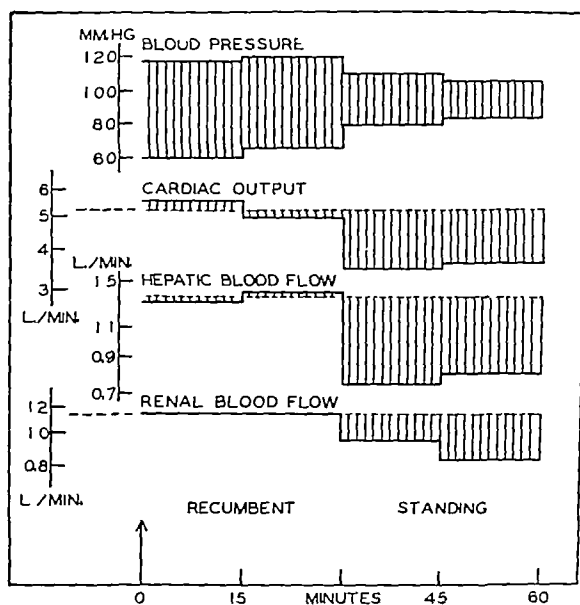 MM.HG
BLOUD PRESSURE
120
100
80
60
CARDIAC OUTPUT
6
5
4
3
L./MIN.
HEPATIC BLOOD FLOW
1.5
1.1
0.9
0.7
L./MIN.
RENAL BLOOD FLOW
1.2
1.0
0.8
L./MIN.
RECUMBENT STANDING
0 15 MINUTES 45 60